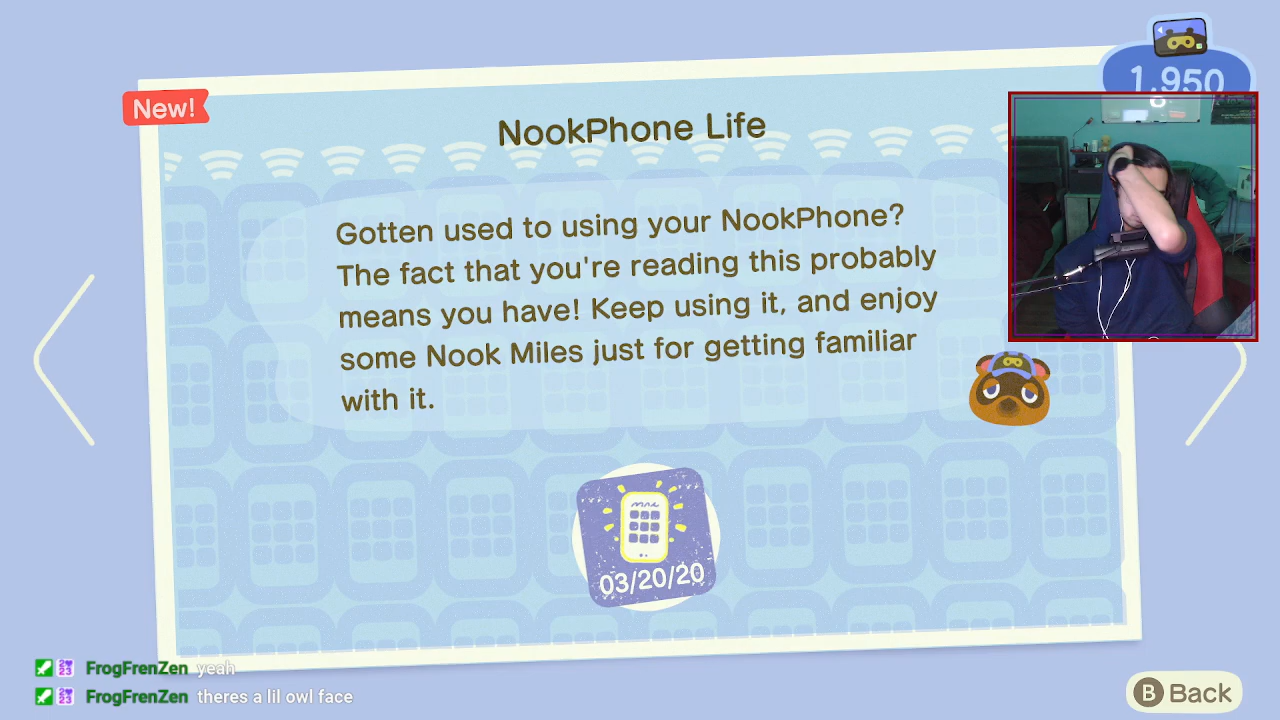 1,950
New!
NookPhone Life
Gotten used to using your NookPhone?
The fact that you're reading this probably
means you have! Keep using it, and enjoy
some Nook Miles just for getting familiar
with it.
03/20/20
FrogFrenZen yeah
FrogFrenZen theres a lil owl face
B Back